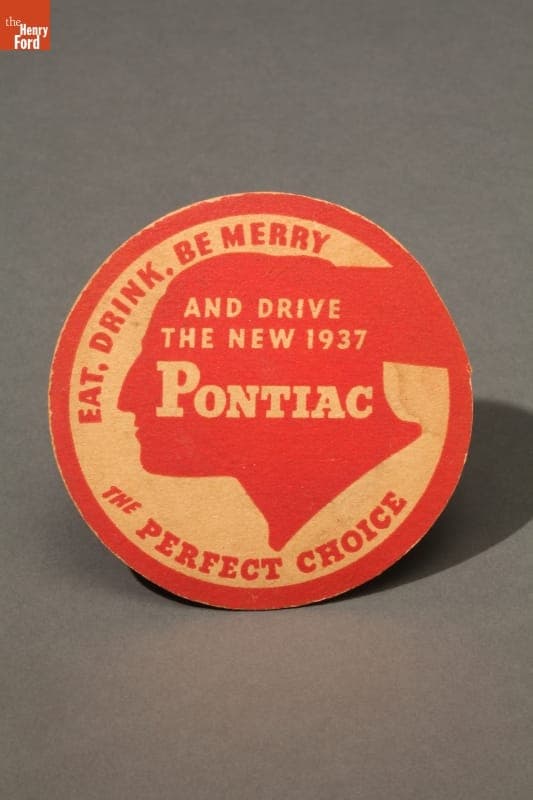 the
Henry
Ford
EAT, DRINK, BE MERRY
AND DRIVE
THE NEW 1937
PONTIAC
THE PERFECT CHOICE